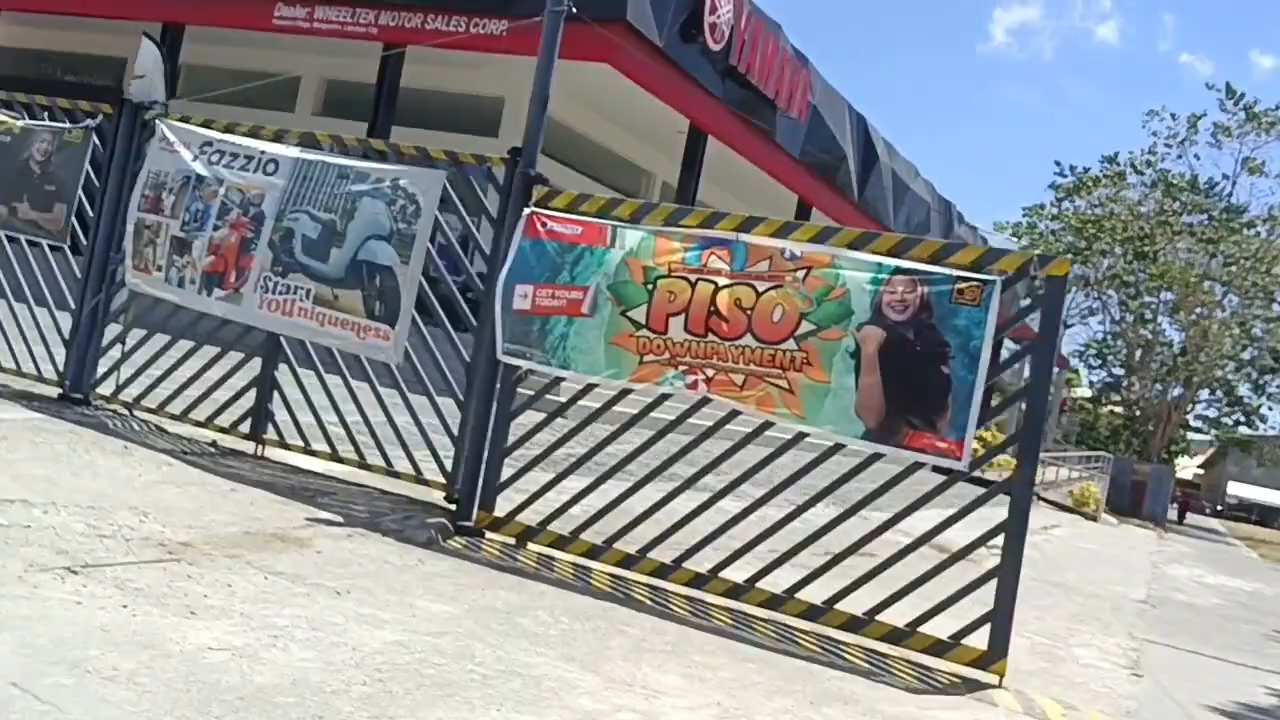 Dealer: WHEELTEK MOTOR SALES CORP.
YAMAHA
Fazzio
Start
YOUniqueness
GET YOURS
TODAY!
PISO
DOWNPAYMENT